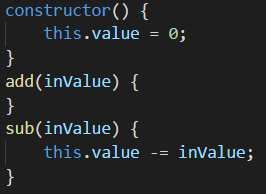 constructor() {
    this.value = 0;
}
add(inValue) {
}
sub(inValue) {
    this.value -= inValue;
}